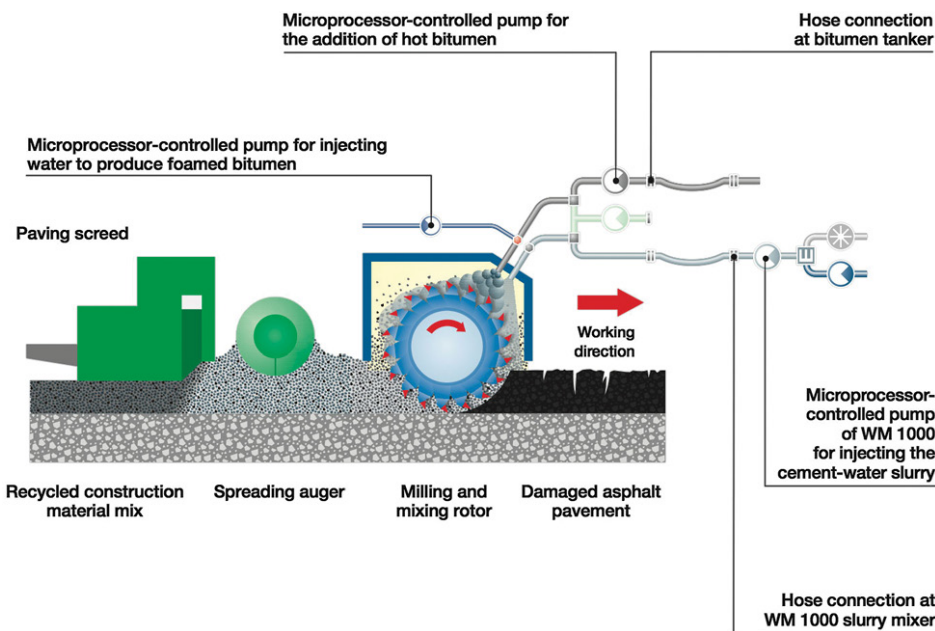 Microprocessor-controlled pump for
the addition of hot bitumen
Hose connection
at bitumen tanker
Microprocessor-controlled pump for injecting
water to produce foamed bitumen
Paving screed
Working
direction
Microprocessor-
controlled pump
of WM 1000
for injecting the
cement-water slurry
Recycled construction
material mix
Spreading auger
Milling and
mixing rotor
Damaged asphalt
pavement
Hose connection at
WM 1000 slurry mixer